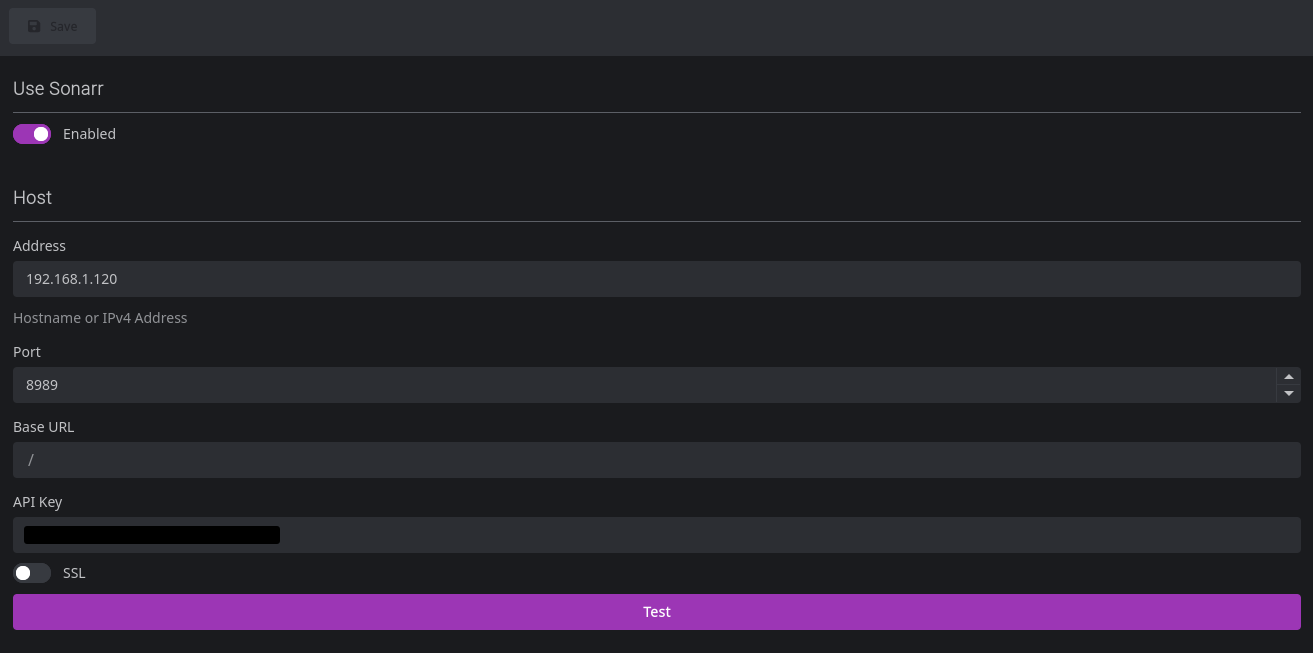 Save
Use Sonarr
Enabled
Host
Address
192.168.1.120
Hostname or IPv4 Address
Port
8989
Base URL
/
API Key
SSL
Test